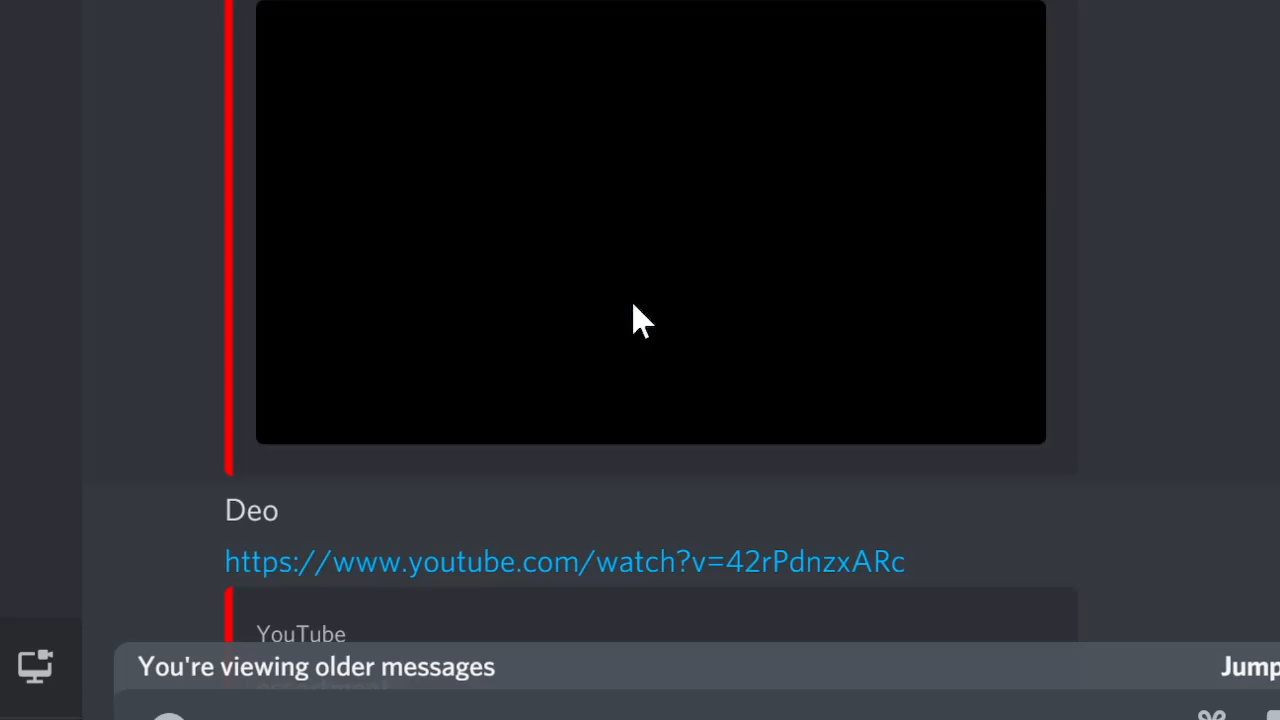 Deo
https://www.youtube.com/watch?v=42rPdnzxARc
YouTube
You're viewing older messages
Jump